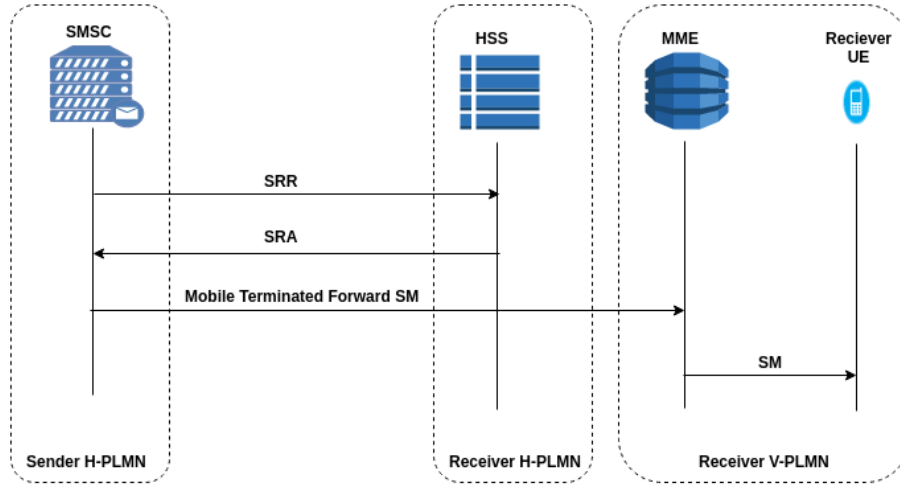 SMSC
HSS
MME
Reciever
UE
SRR
SRA
Mobile Terminated Forward SM
SM
Sender H-PLMN
Receiver H-PLMN
Receiver V-PLMN